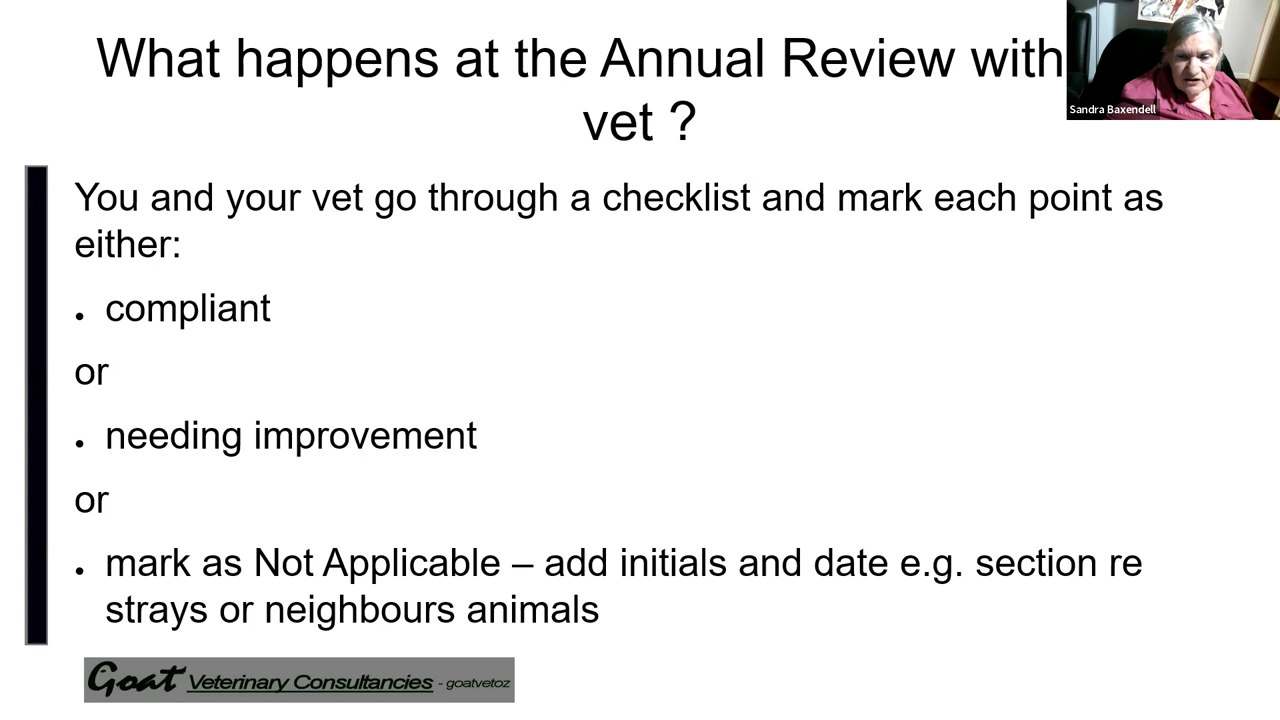 What happens at the Annual Review with
vet ?
Sandra Baxendell
You and your vet go through a checklist and mark each point as
either:
• compliant
or
• needing improvement
or
• mark as Not Applicable – add initials and date e.g. section re
strays or neighbours animals
Goat Veterinary Consultancies - goatvetoz